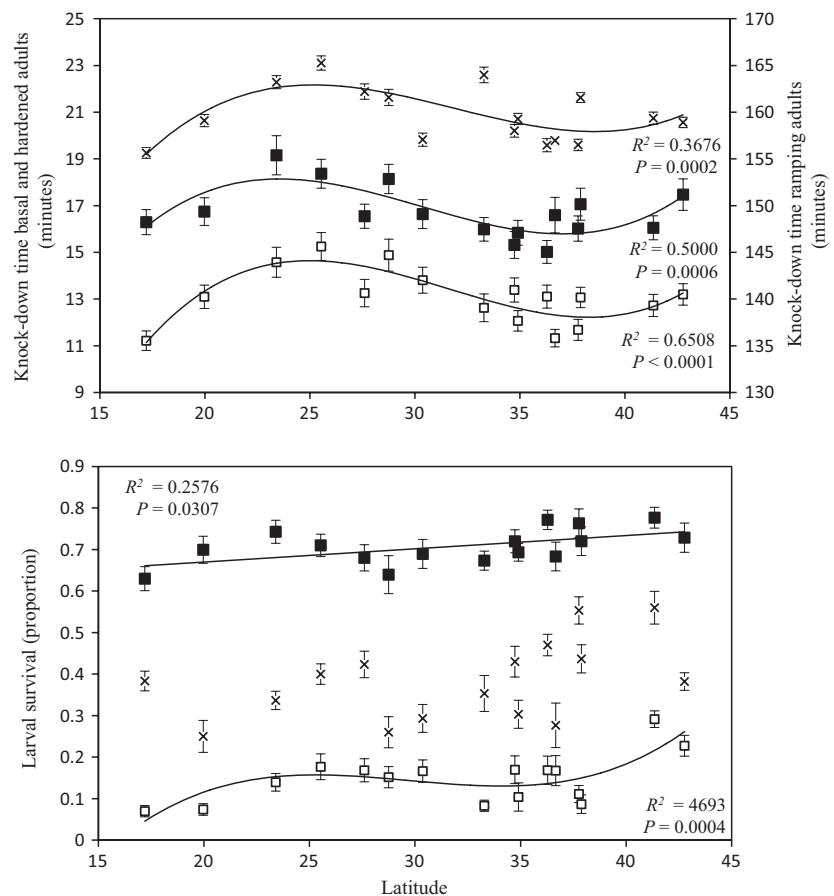 25
23
21
19
17
15
13
11
9
170
165
160
155
150
145
140
135
130
15
20
25
30
35
40
45
Knock-down time basal and hardened adults
(minutes)
Knock-down time ramping adults
(minutes)
R² = 0.3676
P = 0.0002
R² = 0.5000
P = 0.0006
R² = 0.6508
P < 0.0001
0.9
0.8
0.7
0.6
0.5
0.4
0.3
0.2
0.1
0
15
20
25
30
35
40
45
Larval survival (proportion)
R² = 0.2576
P = 0.0307
R² = 4693
P = 0.0004
Latitude